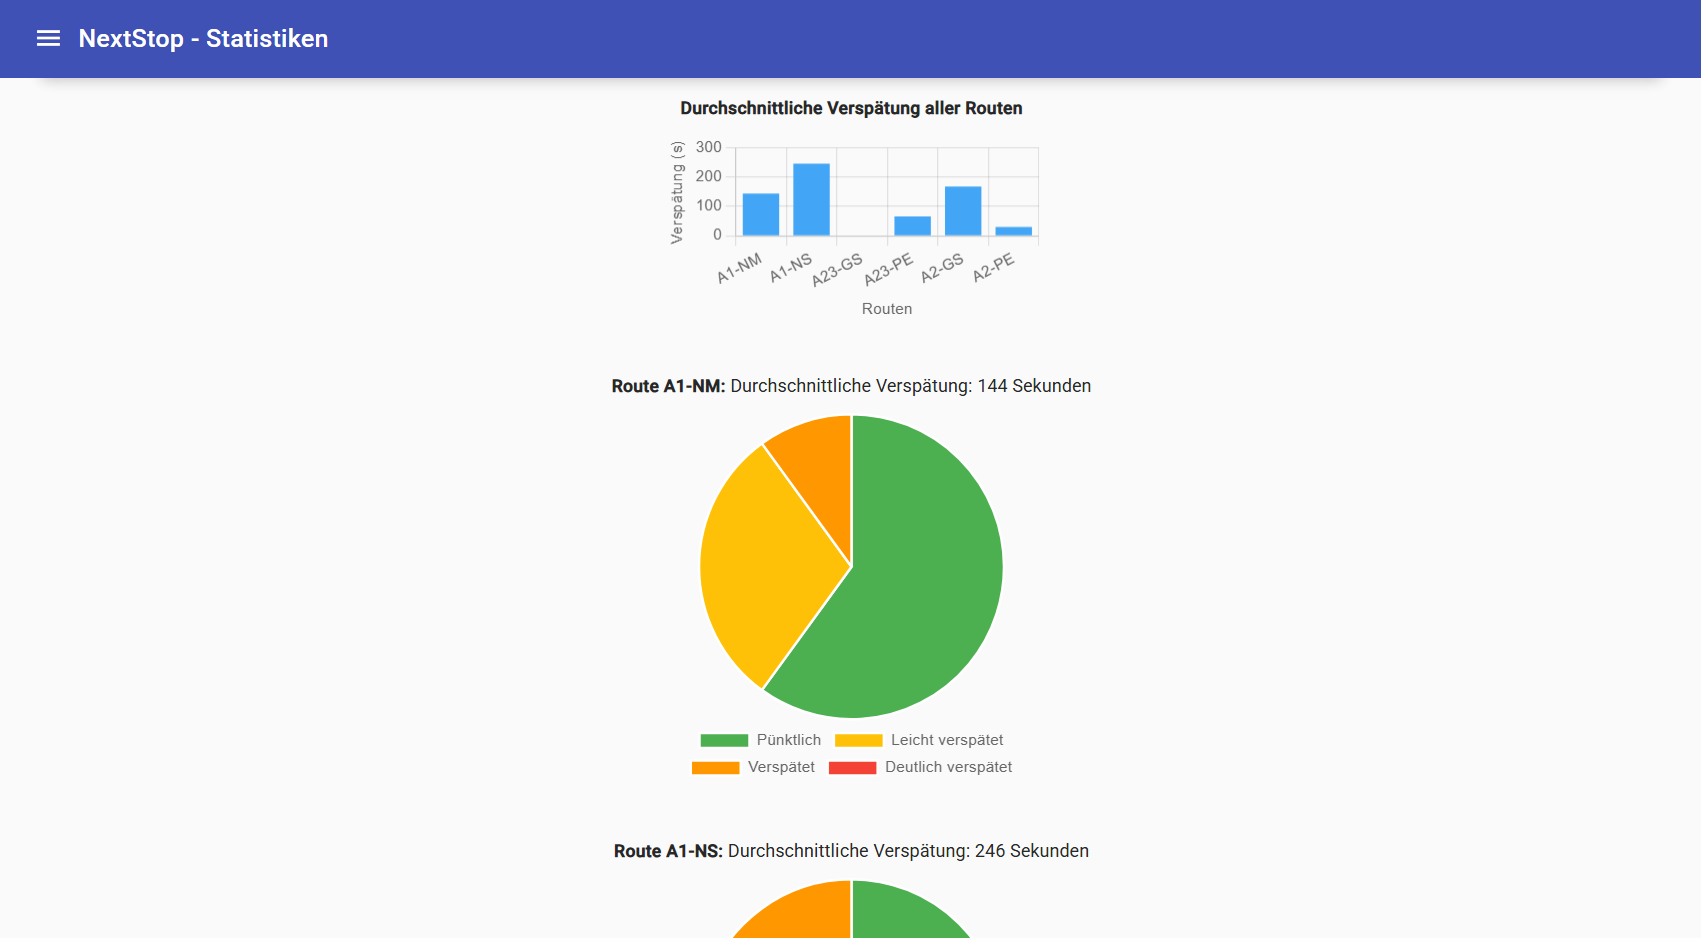 NextStop - Statistiken
Durchschnittliche Verspätung aller Routen
Verspätung (s)
300
200
100
0
A1-NM
A1-NS
A23-GS
A23-PE
A2-GS
A2-PE
Routen
Route A1-NM: Durchschnittliche Verspätung: 144 Sekunden
Pünktlich
Leicht verspätet
Verspätet
Deutlich verspätet
Route A1-NS: Durchschnittliche Verspätung: 246 Sekunden